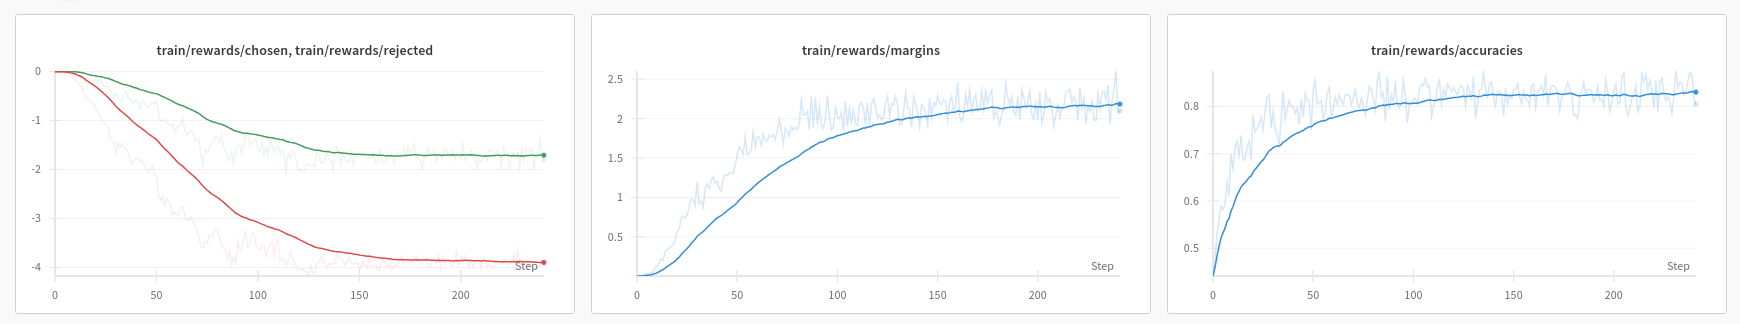 train/rewards/chosen, train/rewards/rejected
0
-1
-2
-3
-4
Step
0 50 100 150 200
train/rewards/margins
2.5
2
1.5
1
0.5
Step
0 50 100 150 200
train/rewards/accuracies
0.8
0.7
0.6
0.5
Step
0 50 100 150 200